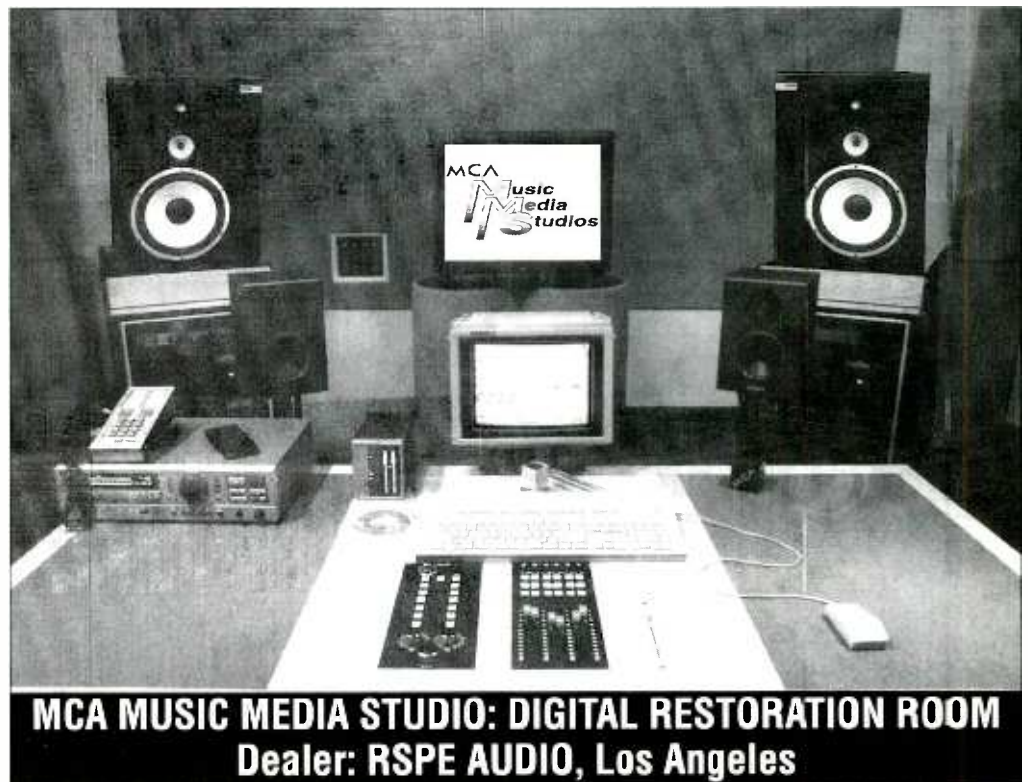 MCA
Music
Media
Studios
MCA MUSIC MEDIA STUDIO: DIGITAL RESTORATION ROOM
Dealer: RSPE AUDIO, Los Angeles